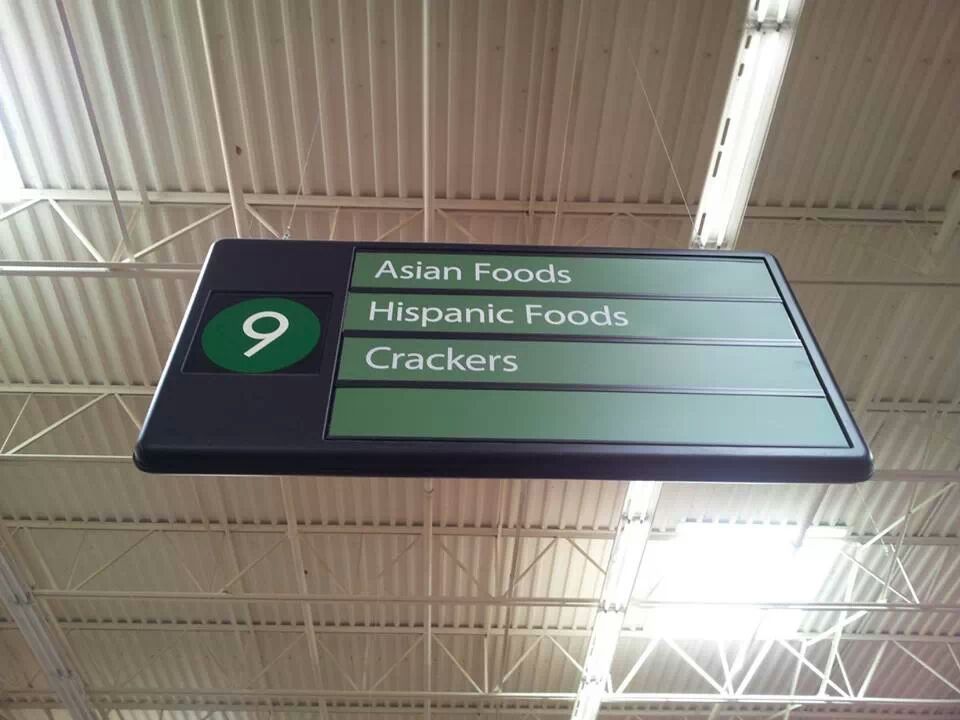 9
Asian Foods
Hispanic Foods
Crackers